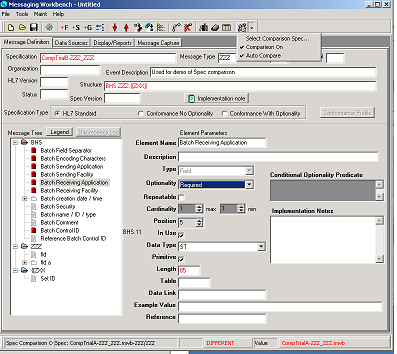 Messaging Workbench - Untitled
File Tools Maint Help
Select Comparison Spec...
Comparison On
Auto Compare
Message Definition Data Sources Display/Reports Message Capture
Specification CompTrialB-ZZZ_ZZZ Message Type ZZZ
Organization Event Description Used for demo of Spec comparison
HL7 Version Structure BHS,ZZZ,[{ZXX}]
Status Spec Version Implementation note
Specification Type HL7 Standard Conformance No Optionality Conformance With Optionality Conformance Profile
Message Tree Legend Discrepancy Log Element Parameters
BHS
Batch Field Separator
Batch Encoding Characters
Batch Sending Application
Batch Sending Facility
Batch Receiving Application
Batch Receiving Facility
Batch creation date / time
Batch Security
Batch name / ID / type
Batch Comment
Batch Control ID
Reference Batch Control ID
ZZZ
fld
fld a
Set ID
BHS.11
Element Name Batch Receiving Application
Description
Type Field
Optionality Required
Repeatable
Cardinality 1 max 1 min
Position 5
In Use
Data Type ST
Primitive
Length 85
Table
Data Link
Example Value
Reference
Conditional Optionality Predicate
Implementation Notes
Spec Comparison O Spec: CompTrialA-ZZZ_ZZZ.mwb-ZZZ/ZZZ DIFFERENT Value CompTrialA-ZZZ_ZZZ.mwb